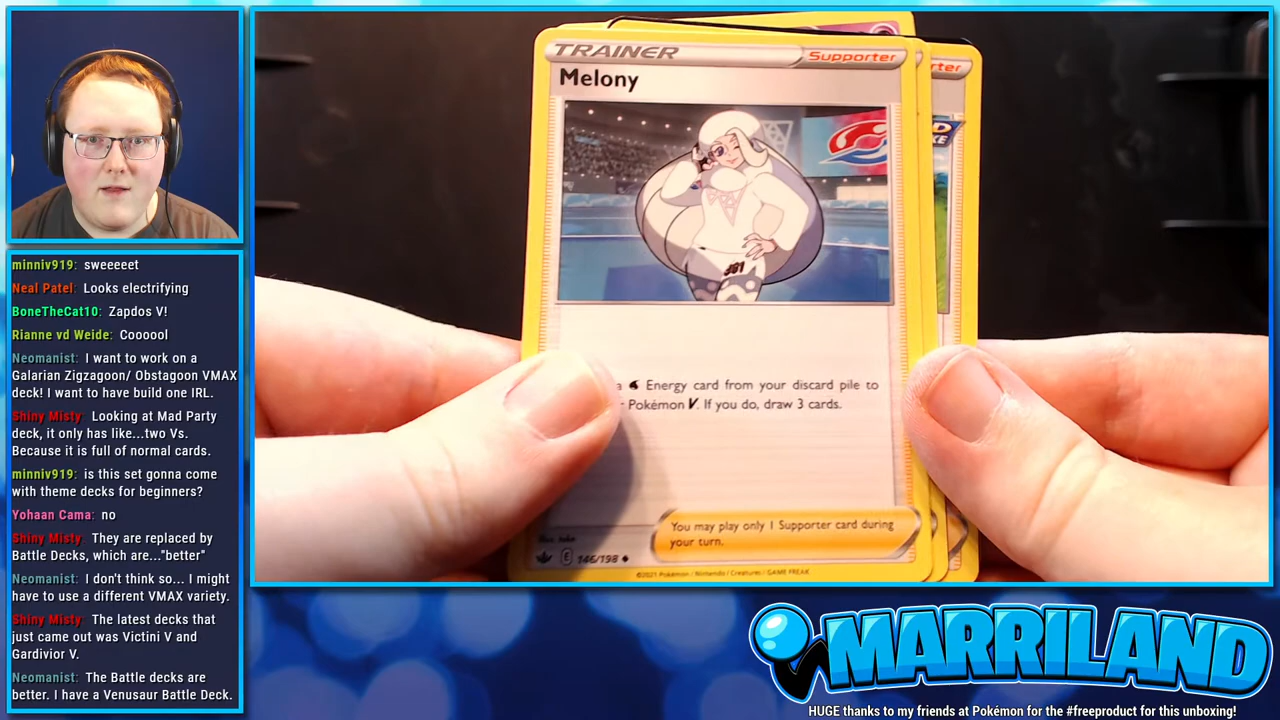 minniv919: sweeeeet
Neal Patel: Looks electrifying
BoneTheCat10: Zapdos V!
Rianne vd Weide: Coooool
Neomanist: I want to work on a
Galarian Zigzagoon/ Obstagoon VMAX
deck! I want to have build one IRL.
Shiny Misty: Looking at Mad Party
deck, it only has like...two Vs.
Because it is full of normal cards.
minniv919: is this set gonna come
with theme decks for beginners?
Yohaan Cama: no
Shiny Misty: They are replaced by
Battle Decks, which are..."better"
Neomanist: I don't think so... I might
have to use a different VMAX variety.
Shiny Misty: The latest decks that
just came out was Victini V and
Gardivior V.
Neomanist: The Battle decks are
better. I have a Venusaur Battle Deck.
TRAINER Supporter
Melony
a Energy card from your discard pile to
Pokémon V. If you do, draw 3 cards.
You may play only 1 Supporter card during
your turn.
E 146/198
©2021 Pokémon / Nintendo / Creatures / GAME FREAK
MARRILAND
HUGE thanks to my friends at Pokémon for the #freeproduct for this unboxing!